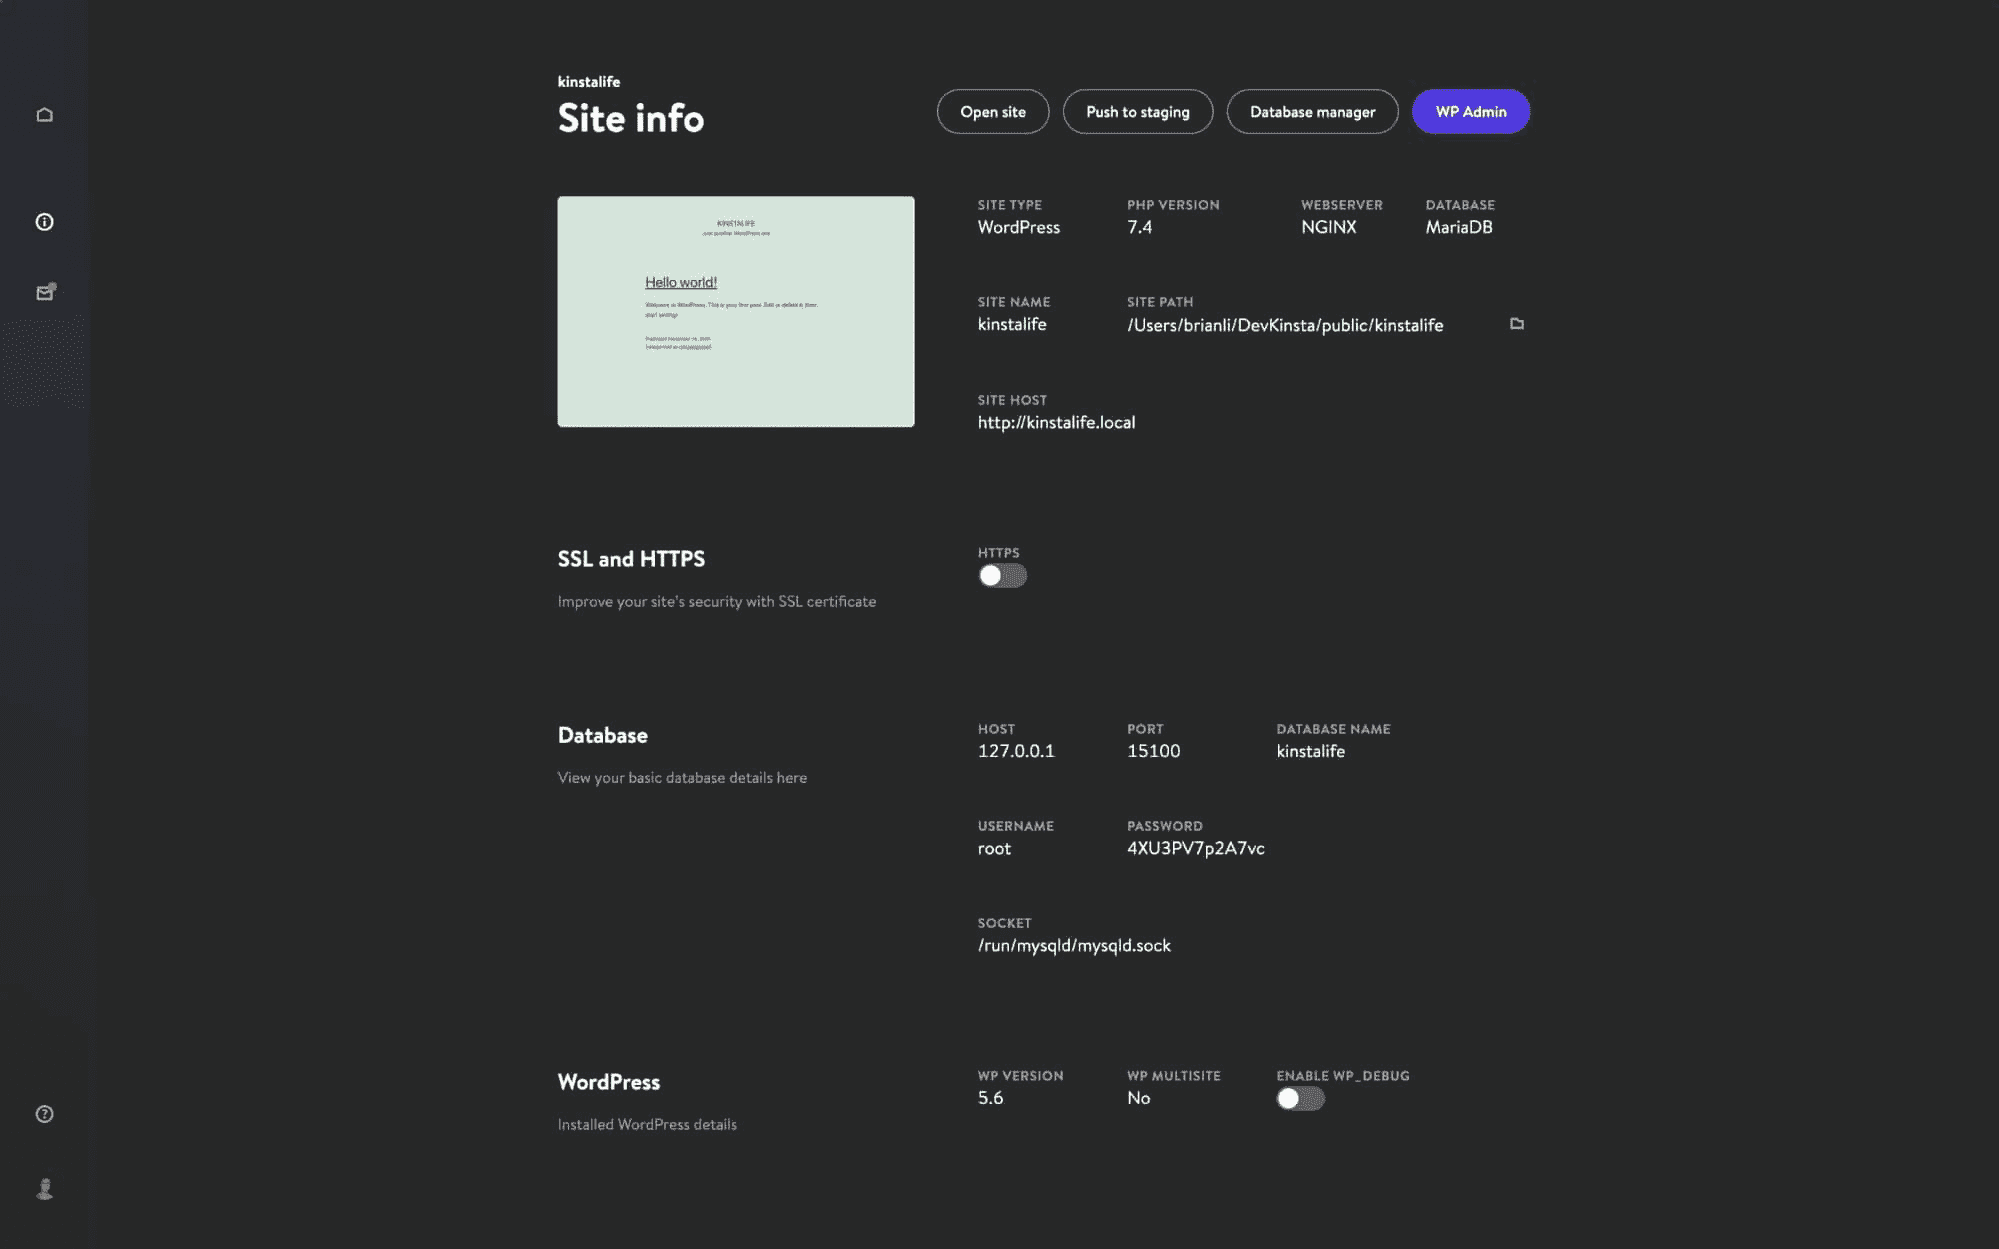 kinstalife
Site info
Open site
Push to staging
Database manager
WP Admin
KINSTALIFE
Hello world!
SITE TYPE
WordPress
PHP VERSION
7.4
WEBSERVER
NGINX
DATABASE
MariaDB
SITE NAME
kinstalife
SITE PATH
/Users/brianli/DevKinsta/public/kinstalife
SITE HOST
http://kinstalife.local
SSL and HTTPS
Improve your site's security with SSL certificate
HTTPS
Database
View your basic database details here
HOST
127.0.0.1
PORT
15100
DATABASE NAME
kinstalife
USERNAME
root
PASSWORD
4XU3PV7p2A7vc
SOCKET
/run/mysqld/mysqld.sock
WordPress
Installed WordPress details
WP VERSION
5.6
WP MULTISITE
No
ENABLE WP_DEBUG